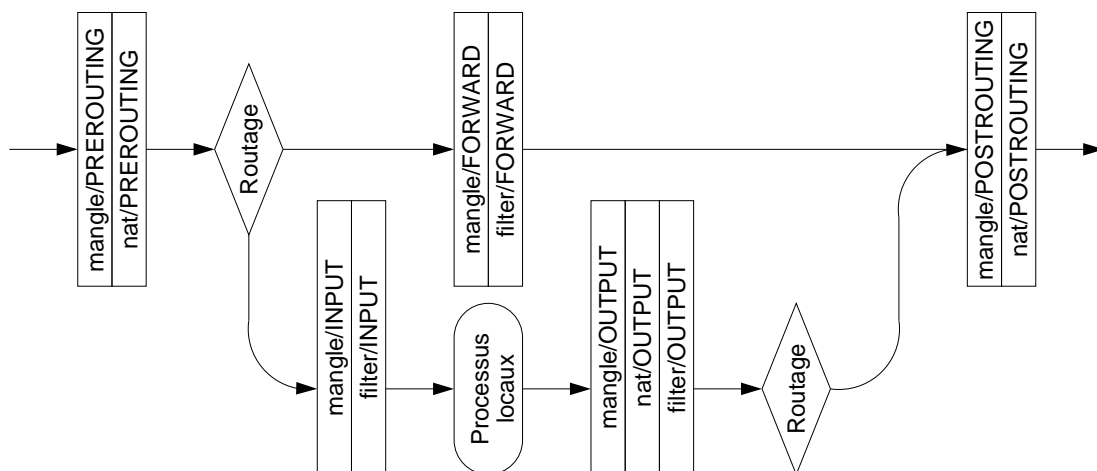 mangle/PREROUTING
nat/PREROUTING
Routage
mangle/FORWARD
filter/FORWARD
mangle/POSTROUTING
nat/POSTROUTING
mangle/INPUT
filter/INPUT
Processus
locaux
mangle/OUTPUT
nat/OUTPUT
filter/OUTPUT
Routage